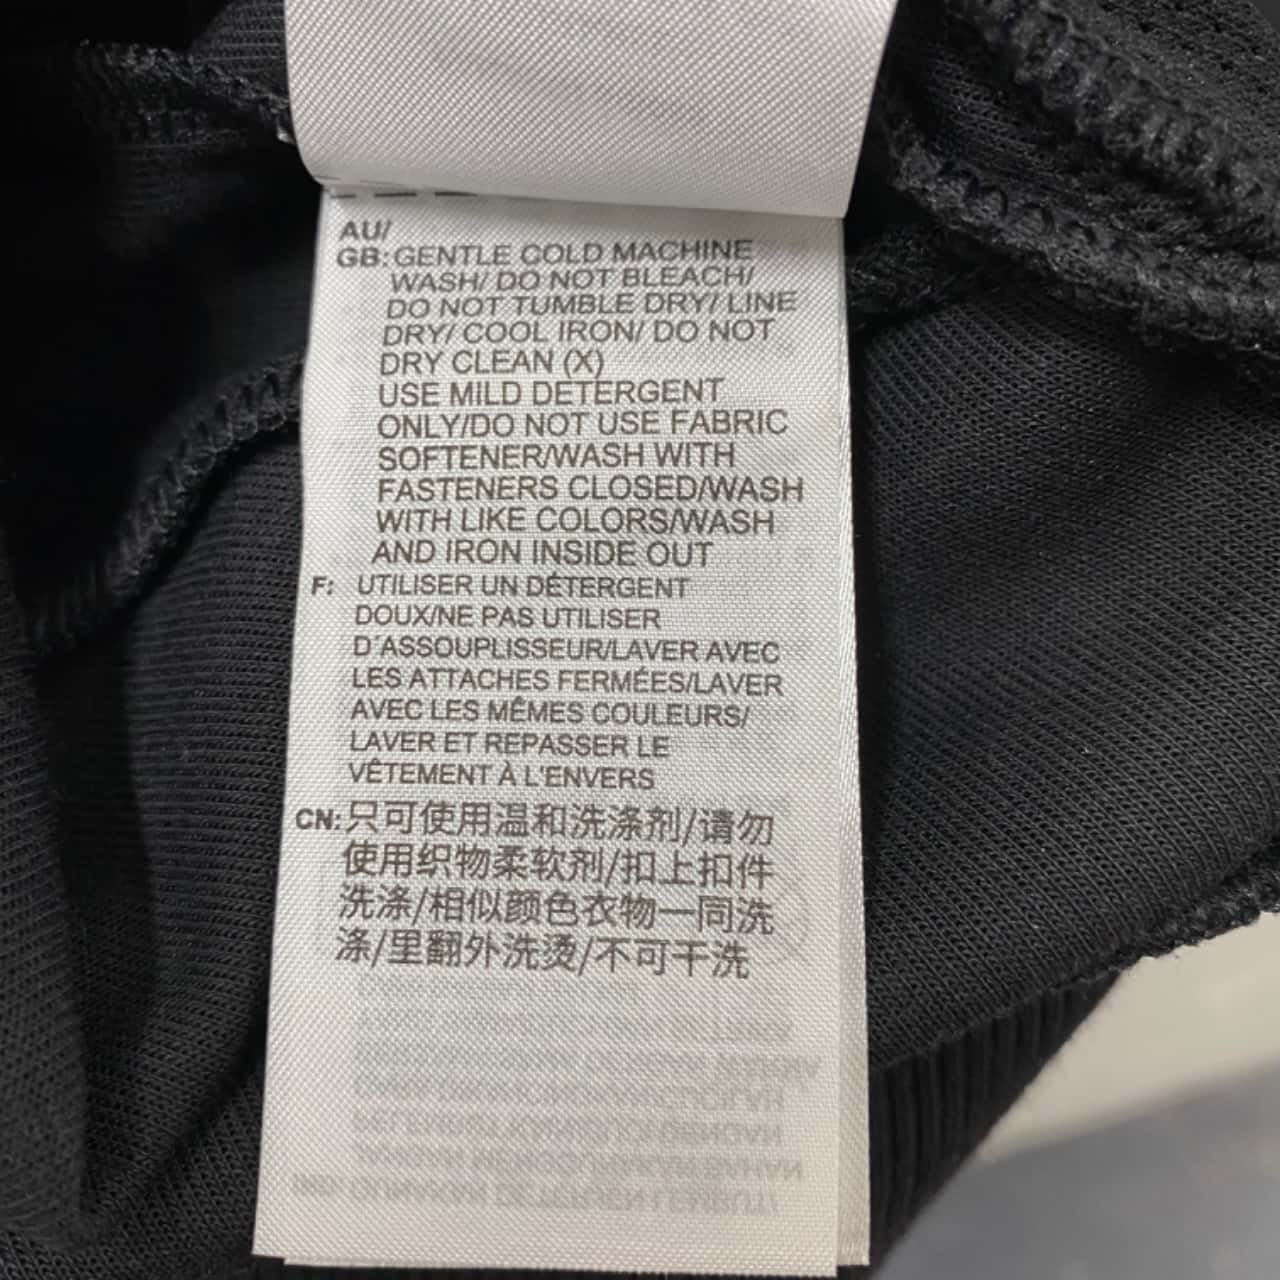 AU/
GB: GENTLE COLD MACHINE
WASH/ DO NOT BLEACH/
DO NOT TUMBLE DRY/ LINE
DRY/ COOL IRON/ DO NOT
DRY CLEAN (X)
USE MILD DETERGENT
ONLY/DO NOT USE FABRIC
SOFTENER/WASH WITH
FASTENERS CLOSED/WASH
WITH LIKE COLORS/WASH
AND IRON INSIDE OUT
F: UTILISER UN DÉTERGENT
DOUX/NE PAS UTILISER
D´ASSOUPLISSEUR/LAVER AVEC
LES ATTACHES FERMÉES/LAVER
AVEC LES MÊMES COULEURS/
LAVER ET REPASSER LE
VÊTEMENT À L'ENVERS
CN: 只可使用温和洗涤剂/请勿
使用织物柔软剂/扣上扣件
洗涤/相似颜色衣物一同洗
涤/里翻外洗烫/不可干洗